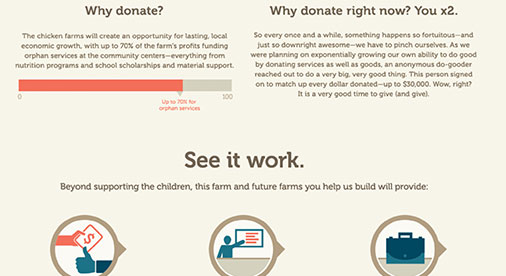 Why donate?
The chicken farms will create an opportunity for lasting, local
economic growth, with up to 70% of the farm's profits funding
orphan services at the community centers—everything from
nutrition programs and school scholarships and material support.
0
100
Up to 70% for
orphan services
Why donate right now? You x2.
So every once and a while, something happens so fortuitous—and
just so downright awesome—we have to pinch ourselves. As we
were planning on exponentially growing our own ability to do good
by donating services as well as goods, an anonymous do-gooder
reached out to do a very big, very good thing. This person signed
on to match up every dollar donated—up to $30,000. Wow, right?
It is a very good time to give (and give).
See it work.
Beyond supporting the children, this farm and future farms you help us build will provide:
$